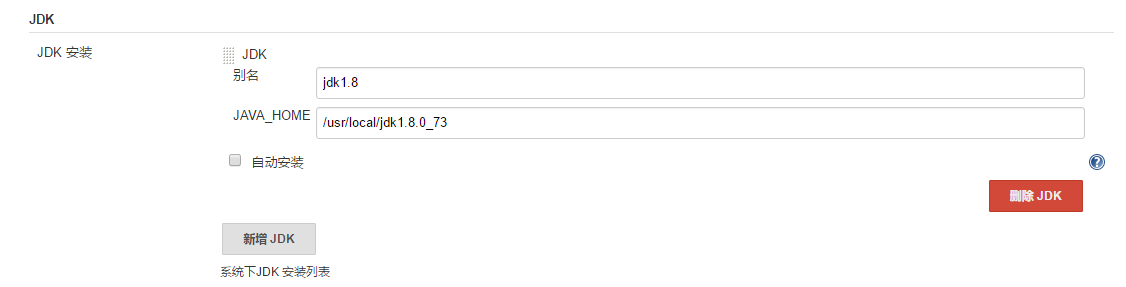 JDK
JDK 安装
JDK
别名
jdk1.8
JAVA_HOME
/usr/local/jdk1.8.0_73
自动安装
?
删除 JDK
新增 JDK
系统下JDK 安装列表